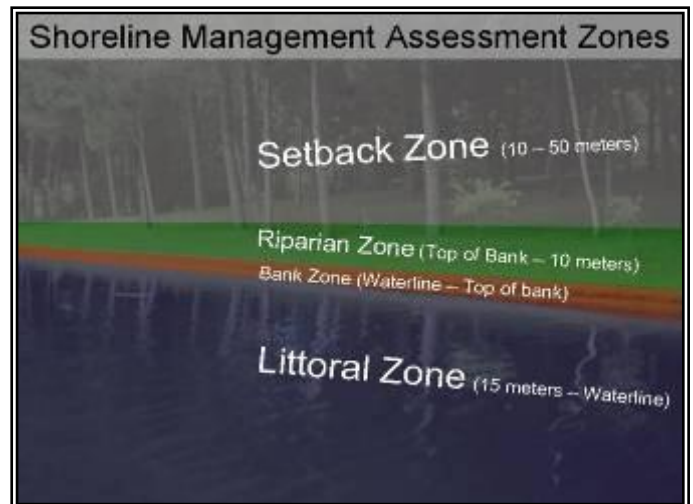 Shoreline Management Assessment Zones
Setback Zone (10 – 50 meters)
Riparian Zone (Top of Bank – 10 meters)
Bank Zone (Waterline – Top of bank)
Littoral Zone (15 meters – Waterline)